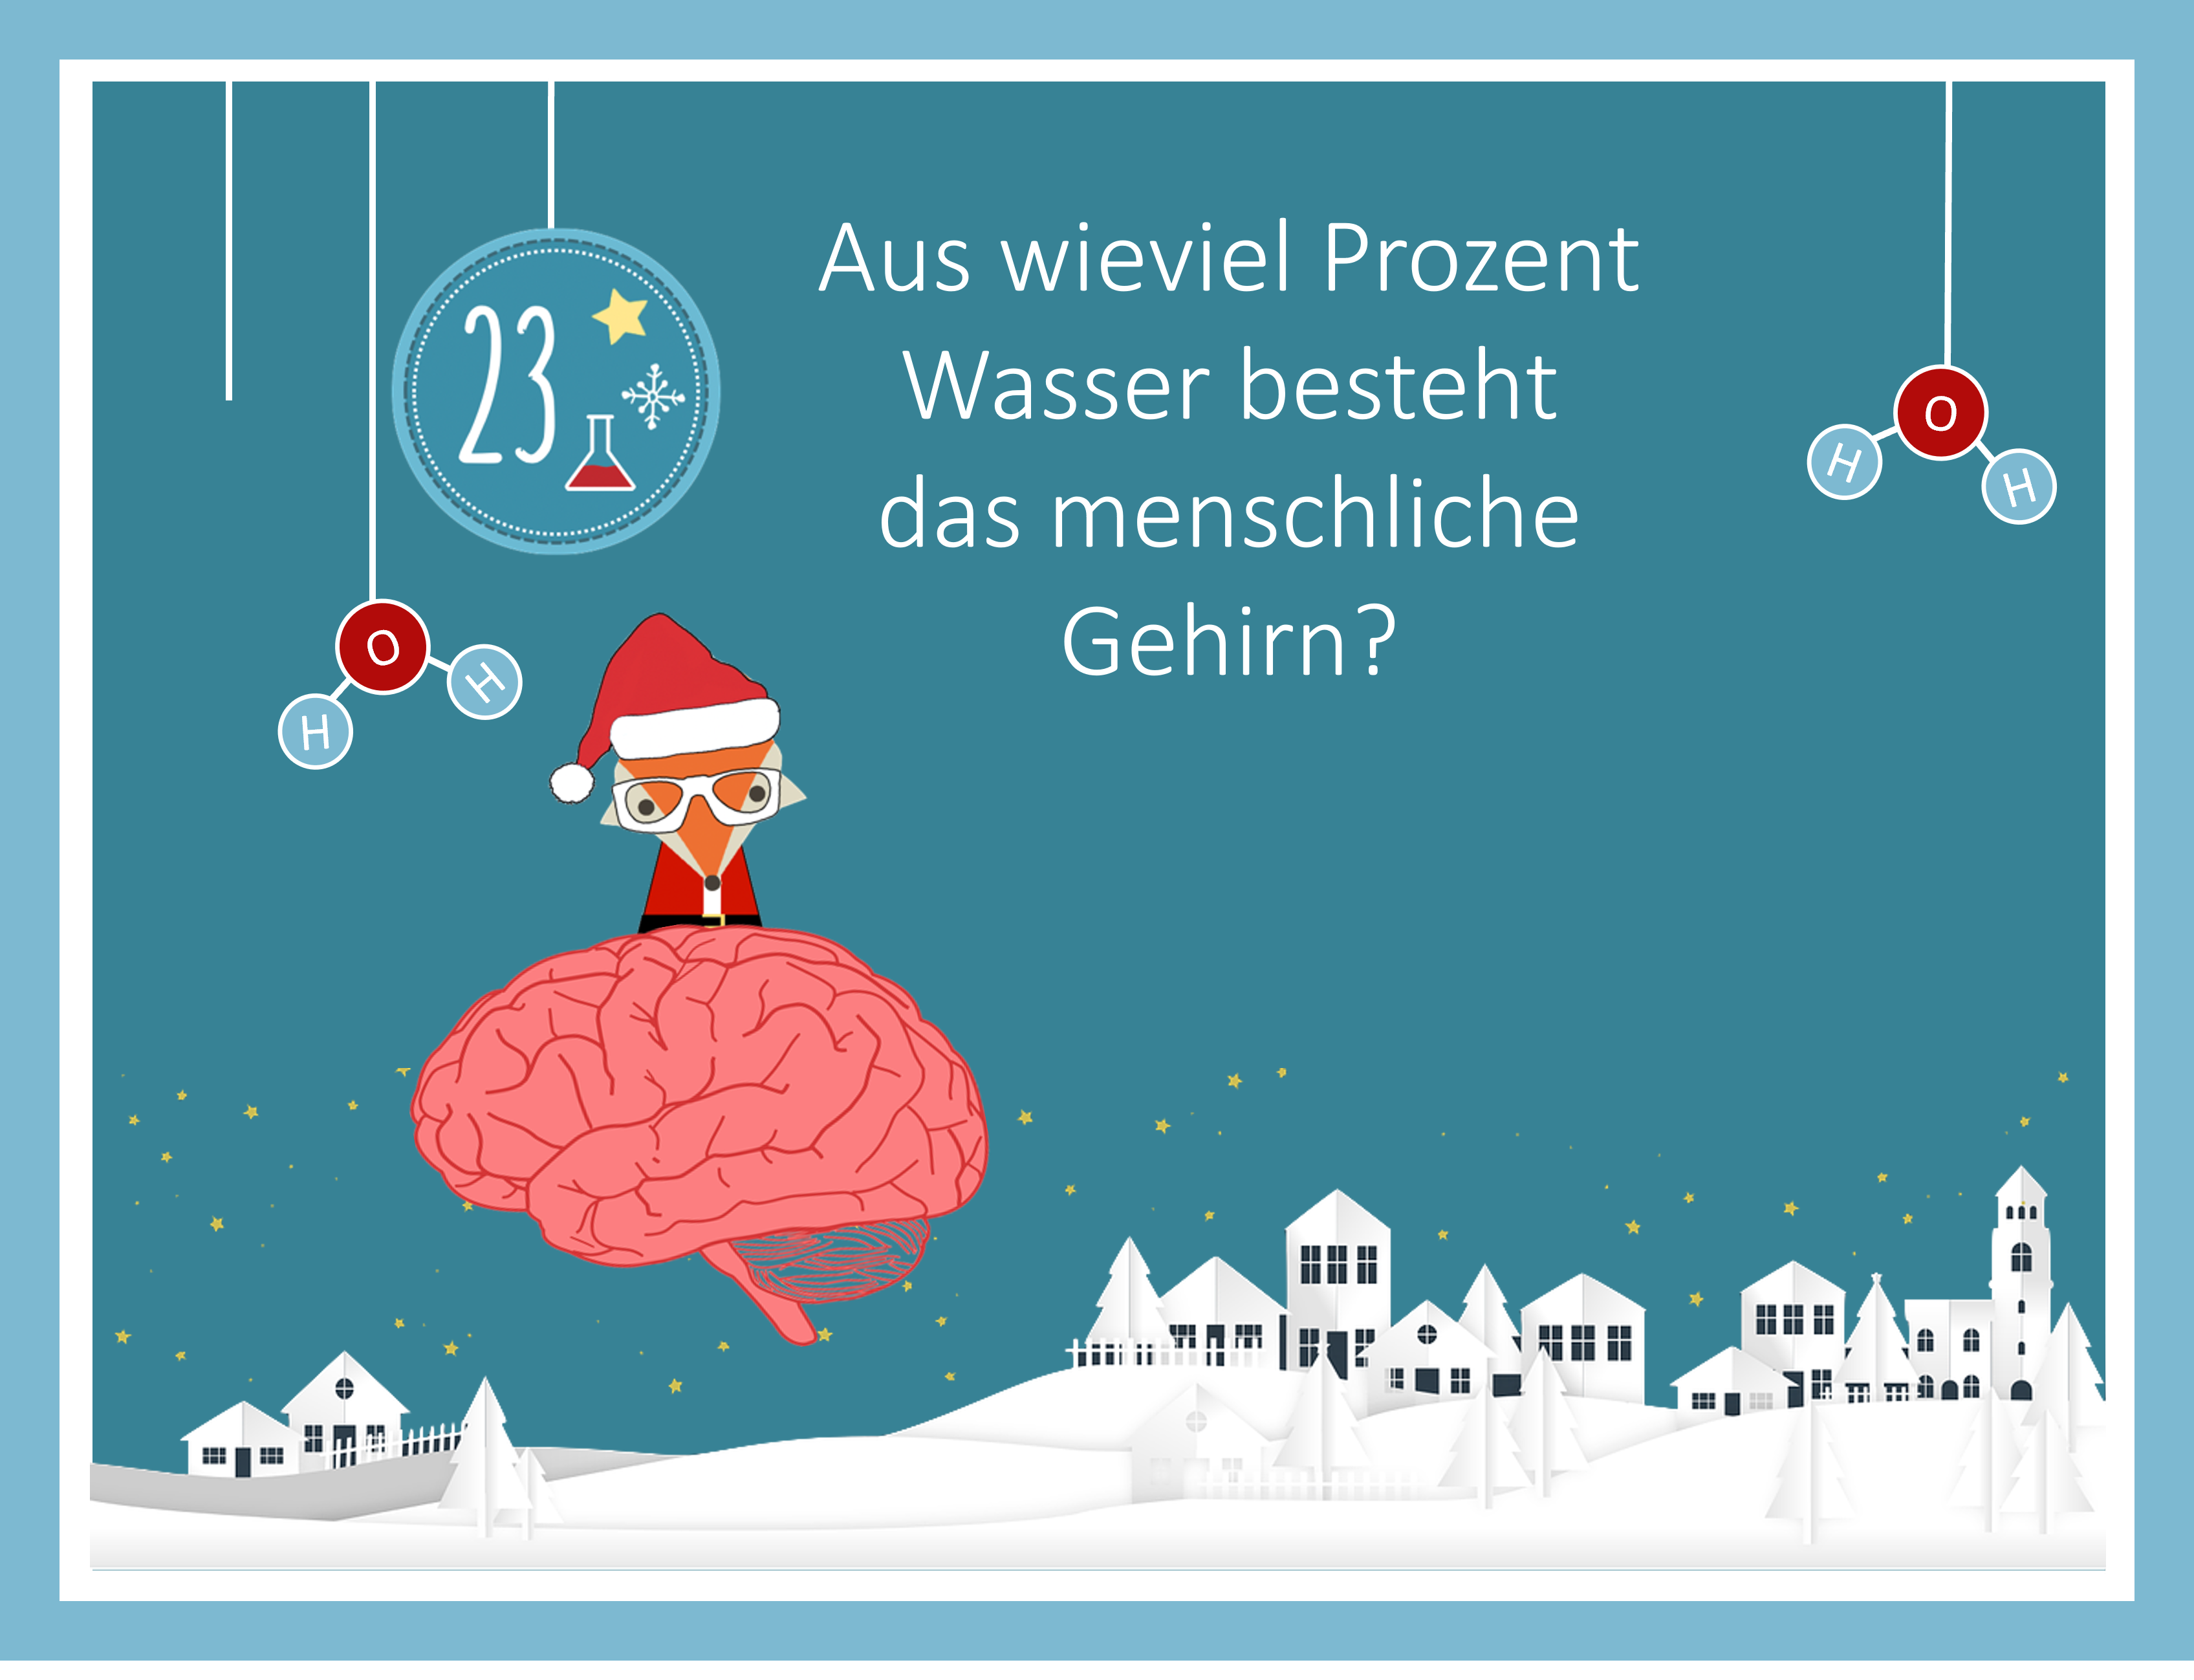 23
Aus wieviel Prozent
Wasser besteht
das menschliche
Gehirn?
O
H
H
O
H
H